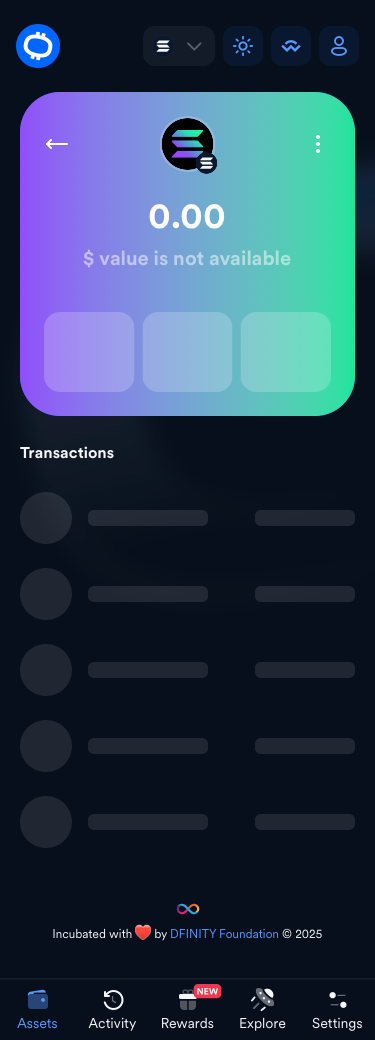 0.00
$ value is not available
Transactions
Incubated with ❤️ by DFINITY Foundation © 2025
NEW
Assets
Activity
Rewards
Explore
Settings